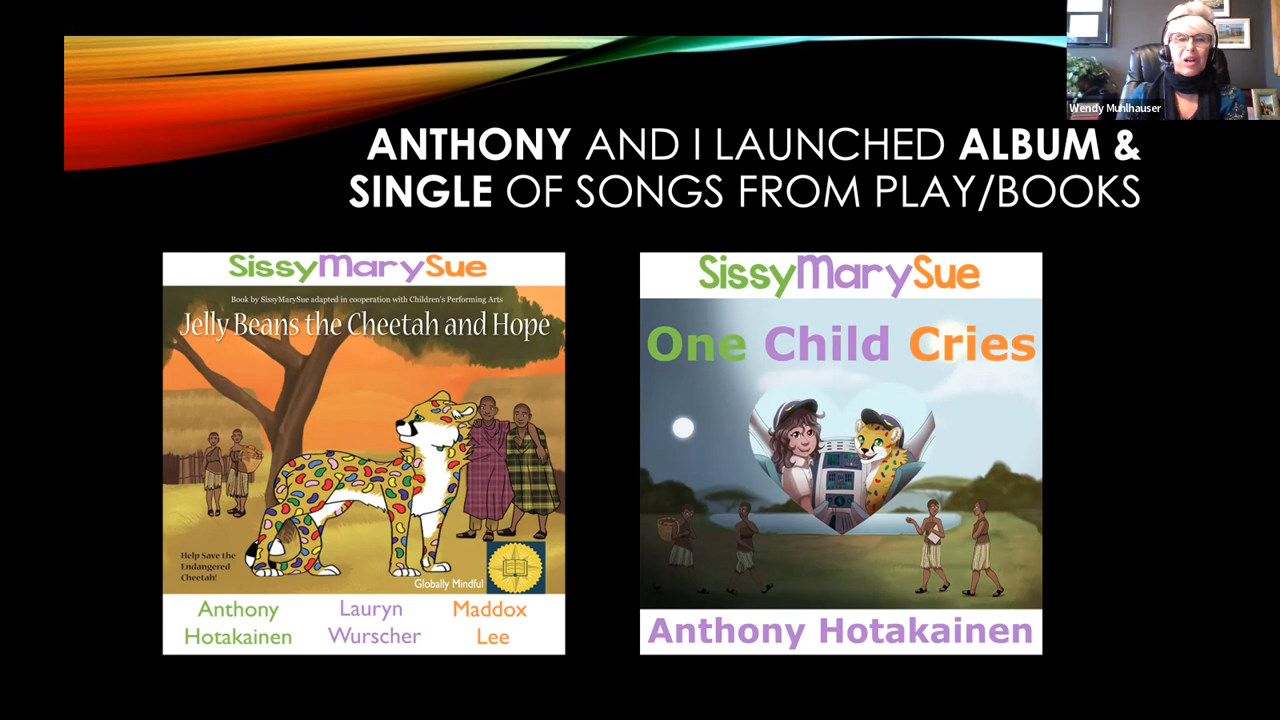 Wendy Muhlhauser
ANTHONY AND I LAUNCHED ALBUM &
SINGLE OF SONGS FROM PLAY/BOOKS
SissyMarySue
Book by SissyMarySue adapted in cooperation with Children's Performing Arts
Jelly Beans the Cheetah and Hope
Help Save the
Endangered
Cheetah!
Globally Mindful
Anthony
Hotakainen
Lauryn
Wurscher
Maddox
Lee
SissyMarySue
One Child Cries
Anthony Hotakainen